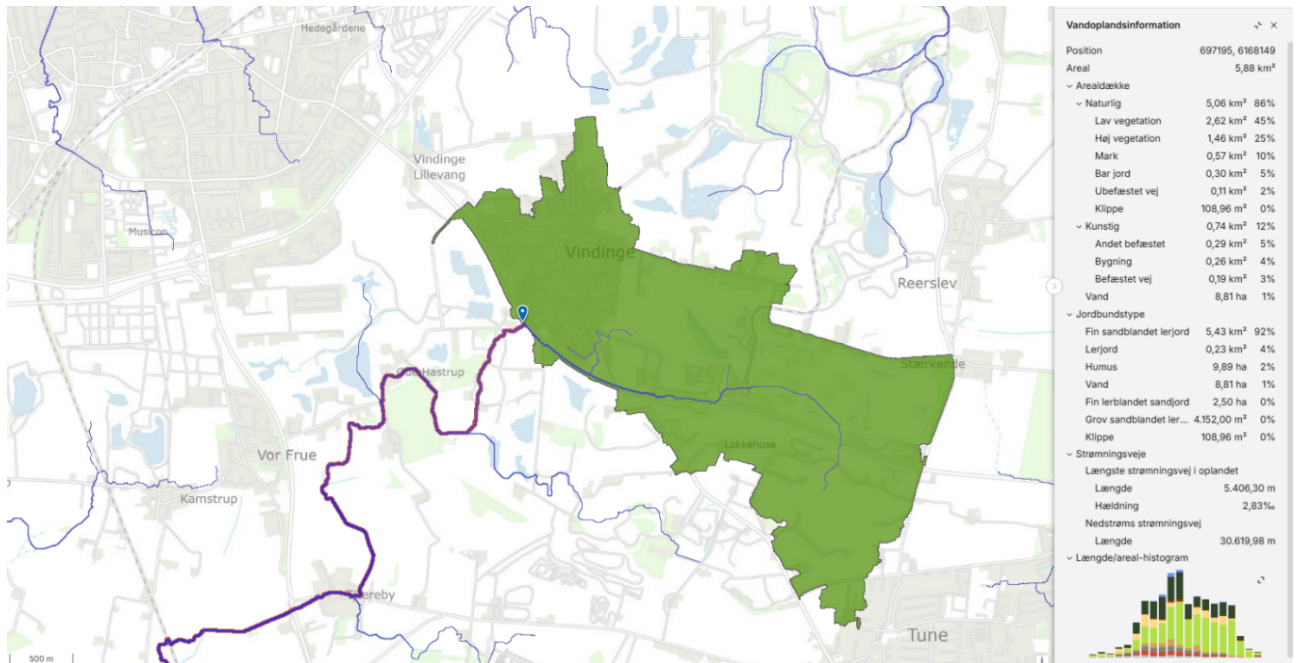 Hedegårdene
Vindinge
Lillevang
Musicon
Vindinge
Reerslev
Stærkende
Vor Frue
Lokkehuse
Kamstrup
Tune
500 m
Vandoplandsinformation
Position 697195, 6168149
Areal 5,88 km²
Arealdække
Naturlig 5,06 km² 86%
Lav vegetation 2,62 km² 45%
Høj vegetation 1,46 km² 25%
Mark 0,57 km² 10%
Bar jord 0,30 km² 5%
Ubefæstet vej 0,11 km² 2%
Klippe 108,96 m² 0%
Kunstig 0,74 km² 12%
Andet befæstet 0,29 km² 5%
Bygning 0,26 km² 4%
Befæstet vej 0,19 km² 3%
Vand 8,81 ha 1%
Jordbundstype
Fin sandblandet lerjord 5,43 km² 92%
Lerjord 0,23 km² 4%
Humus 9,89 ha 2%
Vand 8,81 ha 1%
Fin lerblandet sandjord 2,50 ha 0%
Grov sandblandet ler... 4.152,00 m² 0%
Klippe 108,96 m² 0%
Strømningsveje
Længste strømningsvej i oplandet
Længde 5.406,30 m
Hældning 2,83‰
Nedstrøms strømningsvej
Længde 30.619,98 m
Længde/areal-histogram